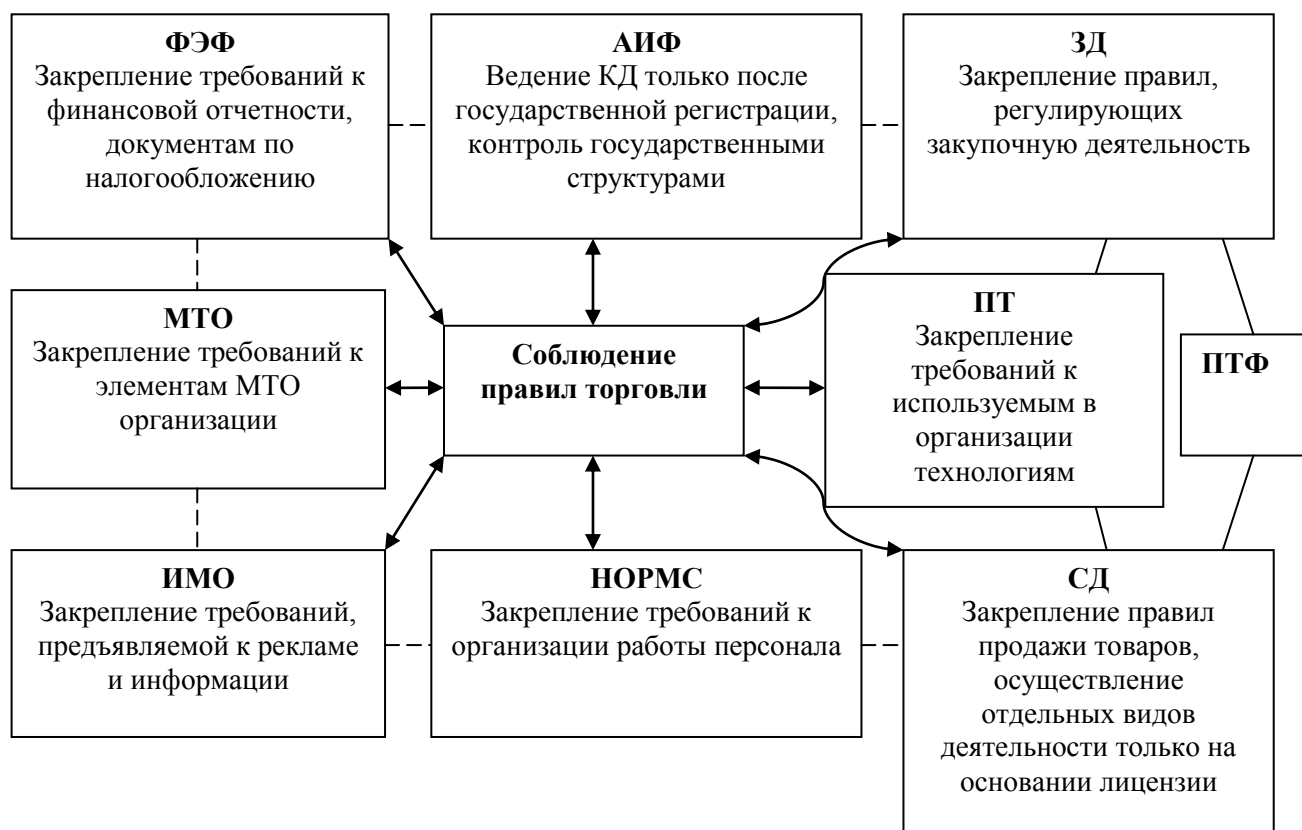 ФЭФ
Закрепление требований к
финансовой отчетности,
документам по
налогообложению
АИФ
Ведение КД только после
государственной регистрации,
контроль государственными
структурами
ЗД
Закрепление правил,
регулирующих
закупочную деятельность
МТО
Закрепление требований к
элементам МТО
организации
Соблюдение
правил торговли
ПТ
Закрепление
требований к
используемым в
организации
технологиям
ПТФ
ИМО
Закрепление требований,
предъявляемой к рекламе
и информации
НОРМС
Закрепление требований к
организации работы персонала
СД
Закрепление правил
продажи товаров,
осуществление
отдельных видов
деятельности только на
основании лицензии